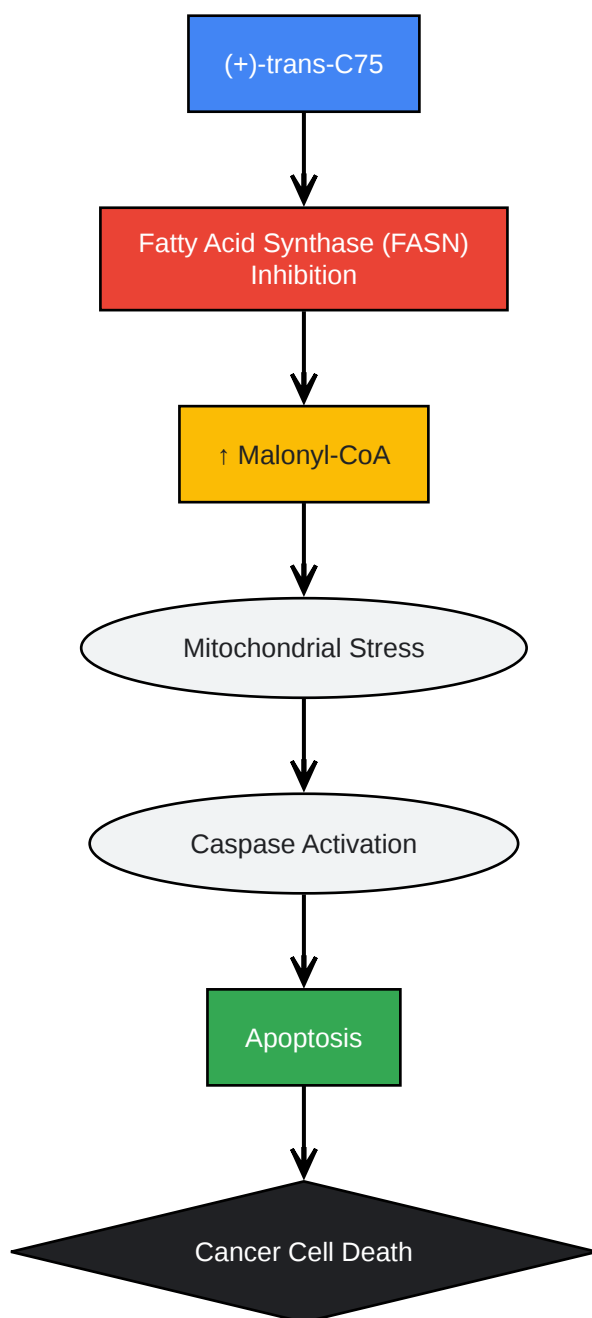 (+)-trans-C75
Fatty Acid Synthase (FASN)
Inhibition
↑ Malonyl-CoA
Mitochondrial Stress
Caspase Activation
Apoptosis
Cancer Cell Death